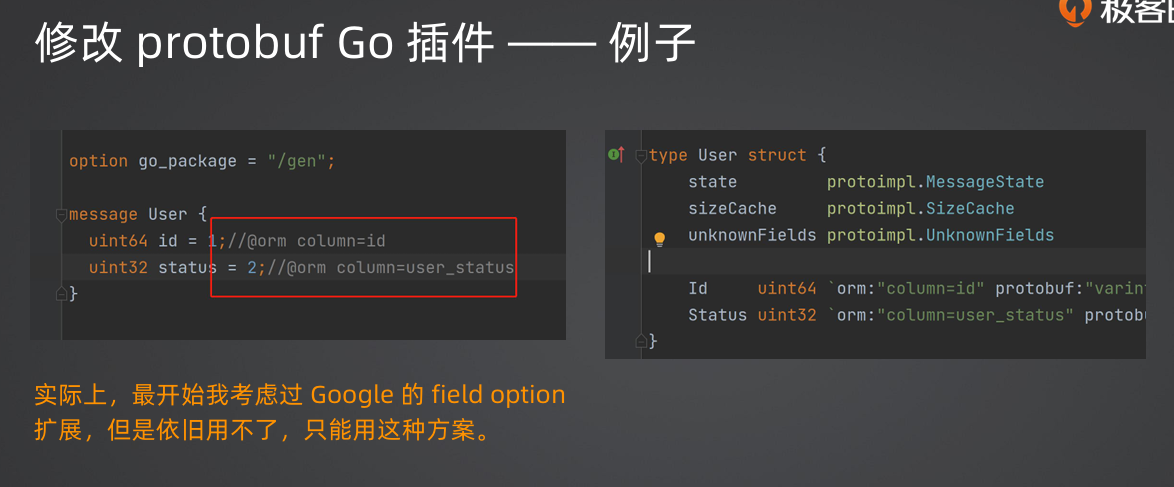 极客
修改 protobuf Go 插件 —— 例子
option go_package = "/gen";
message User {
uint64 id = 1;//@orm column=id
uint32 status = 2;//@orm column=user_status
}
type User struct {
state protoimpl.MessageState
sizeCache protoimpl.SizeCache
unknownFields protoimpl.UnknownFields
Id uint64 `orm:"column=id" protobuf:"varin
Status uint32 `orm:"column=user_status" protob
}
实际上，最开始我考虑过 Google 的 field option
扩展，但是依旧用不了，只能用这种方案。